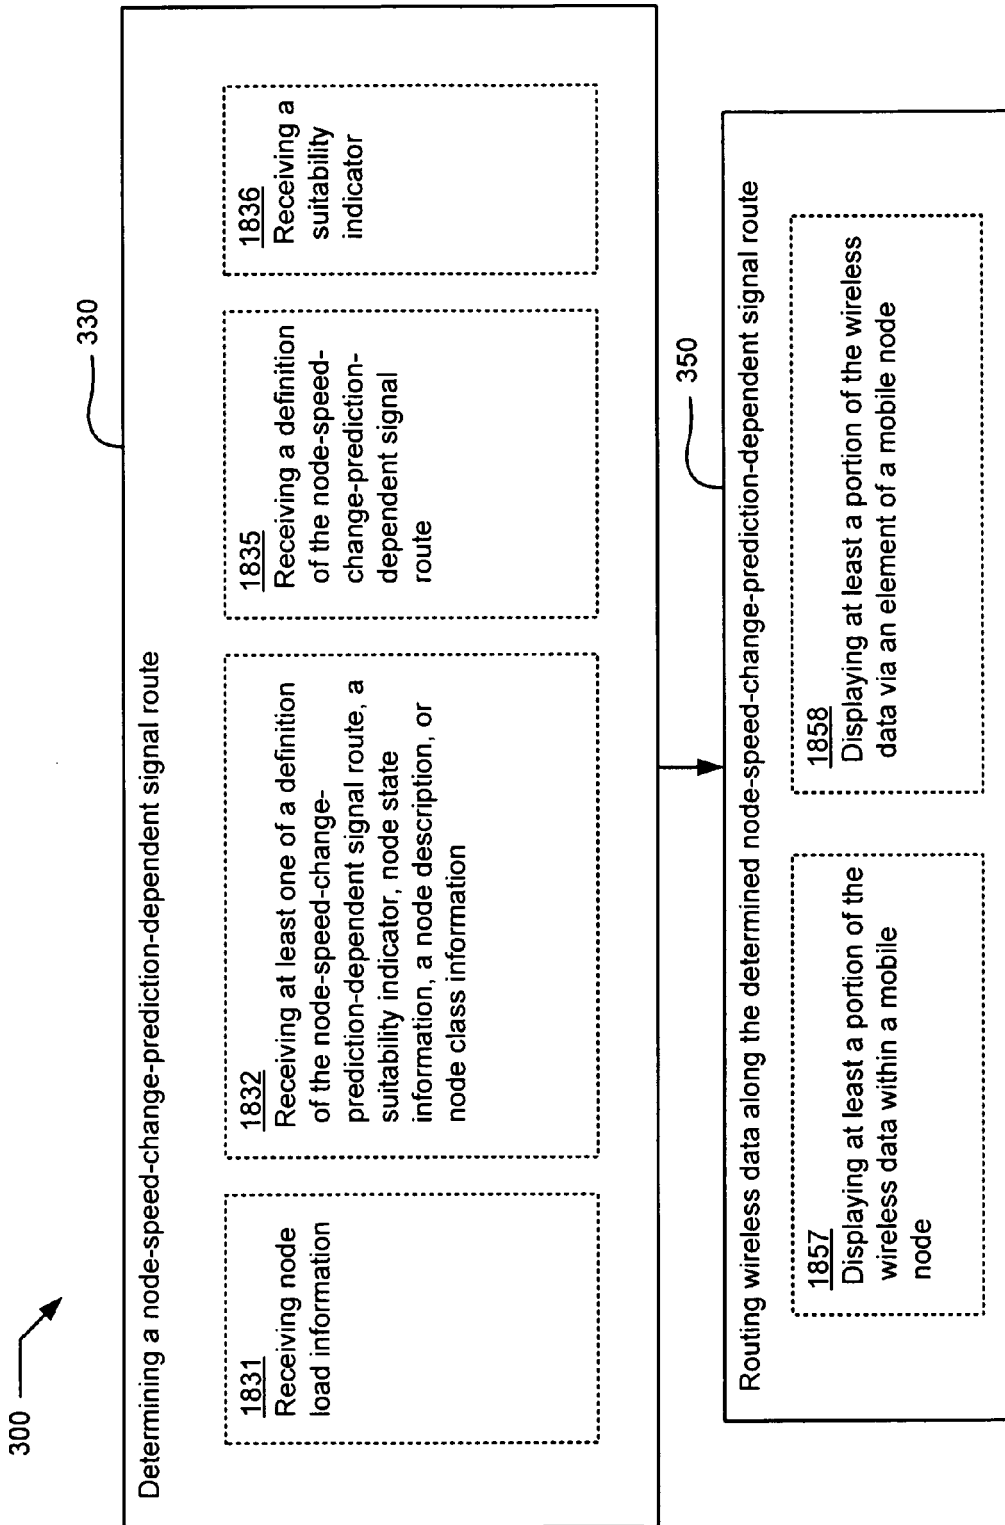 300
330
Determining a node-speed-change-prediction-dependent signal route
1831
Receiving node
load information
1832
Receiving at least one of a definition
of the node-speed-change-
prediction-dependent signal route, a
suitability indicator, node state
information, a node description, or
node class information
1835
Receiving a definition
of the node-speed-
change-prediction-
dependent signal
route
1836
Receiving a
suitability
indicator
350
Routing wireless data along the determined node-speed-change-prediction-dependent signal route
1857
Displaying at least a portion of the
wireless data within a mobile
node
1858
Displaying at least a portion of the wireless
data via an element of a mobile node